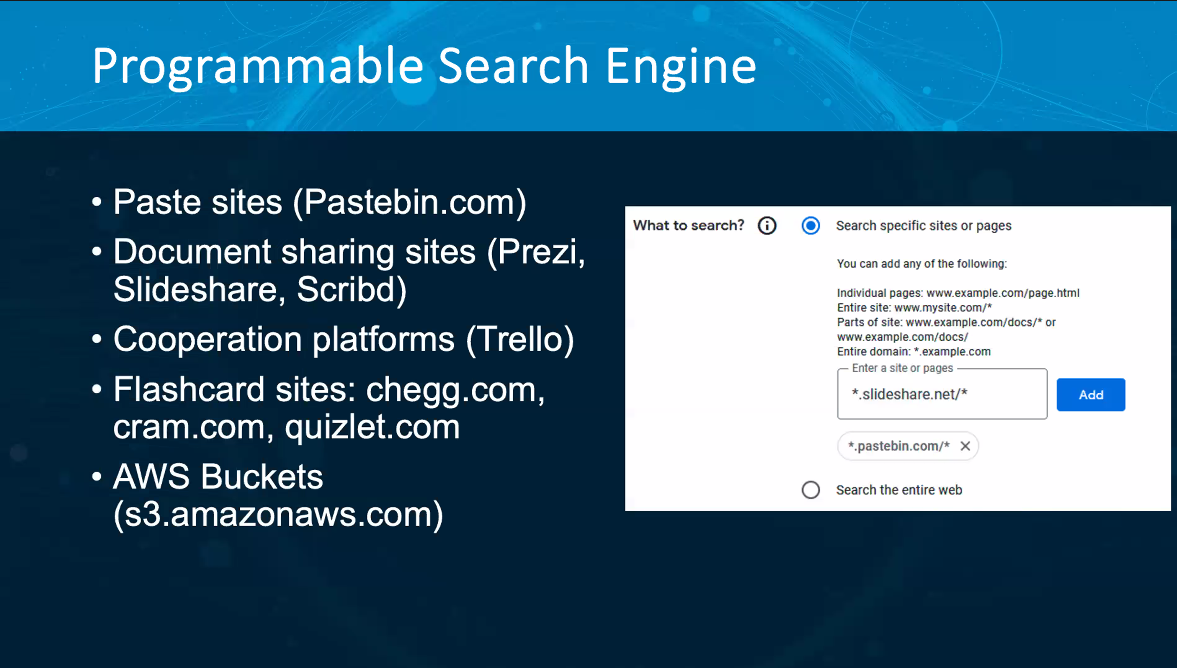 Programmable Search Engine
• Paste sites (Pastebin.com)
• Document sharing sites (Prezi,
Slideshare, Scribd)
• Cooperation platforms (Trello)
• Flashcard sites: chegg.com,
cram.com, quizlet.com
• AWS Buckets
(s3.amazonaws.com)
What to search? Search specific sites or pages
You can add any of the following:
Individual pages: www.example.com/page.html
Entire site: www.mysite.com/*
Parts of site: www.example.com/docs/* or
www.example.com/docs/
Entire domain: *.example.com
Enter a site or pages
*.slideshare.net/* Add
*.pastebin.com/* ✕
Search the entire web